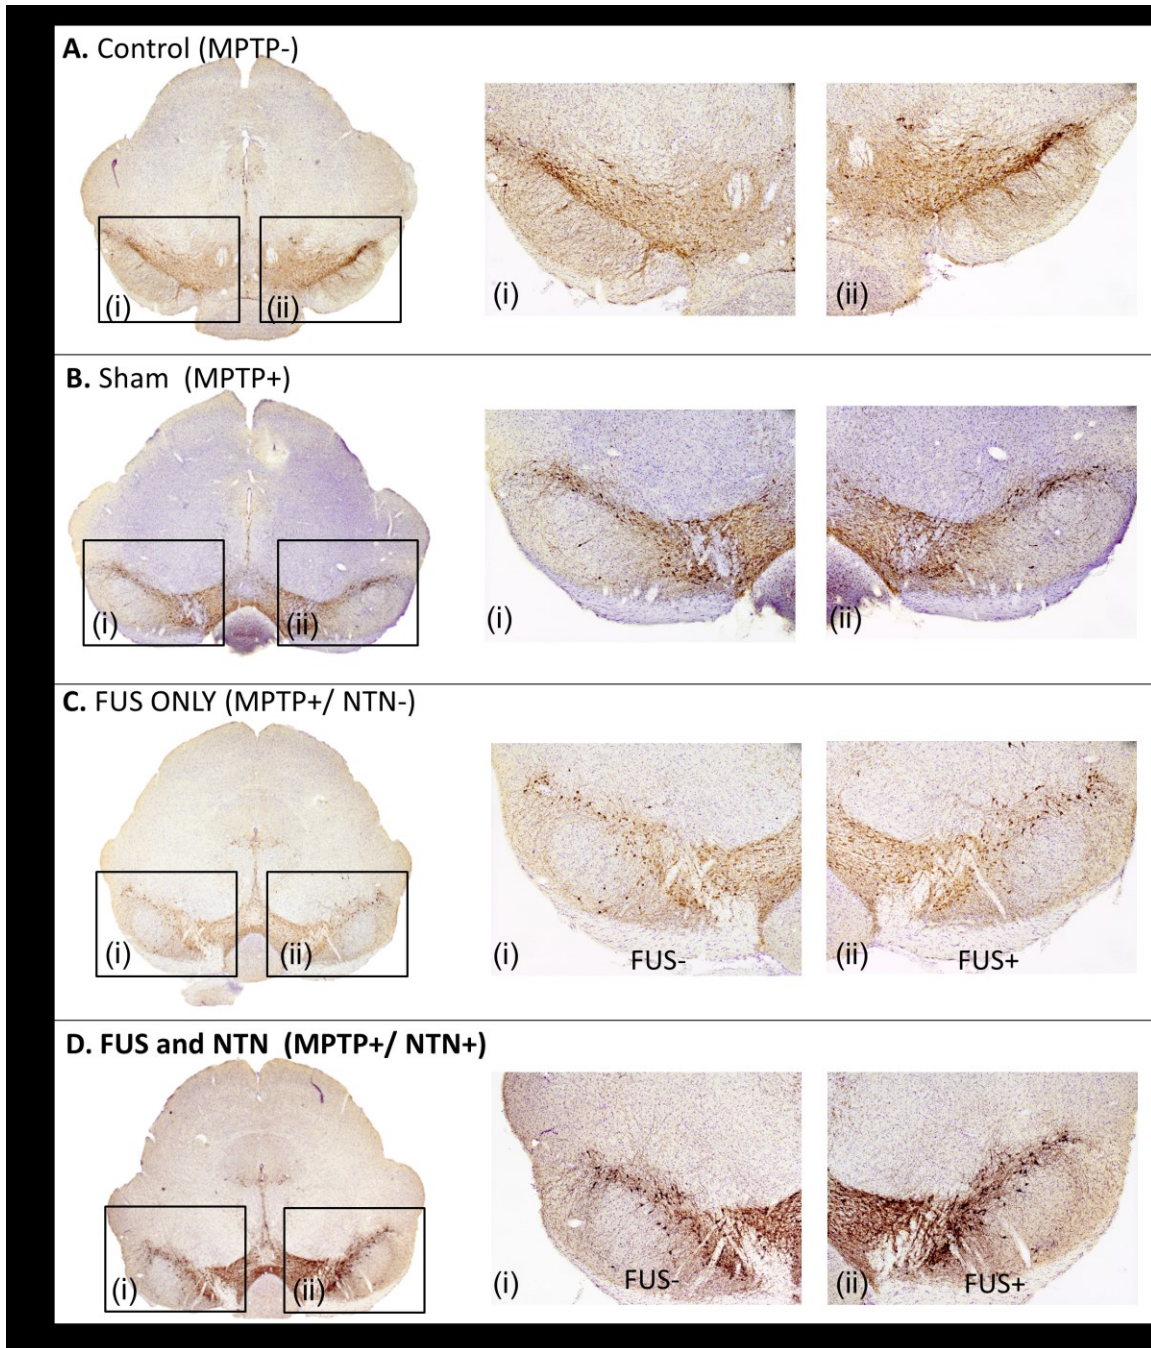 A. Control (MPTP-)
(i)
(ii)
(i)
(ii)
B. Sham (MPTP+)
(i)
(ii)
(i)
(ii)
C. FUS ONLY (MPTP+/ NTN-)
(i)
(ii)
(i)
FUS-
(ii)
FUS+
D. FUS and NTN (MPTP+/ NTN+)
(i)
(ii)
(i)
FUS-
(ii)
FUS+